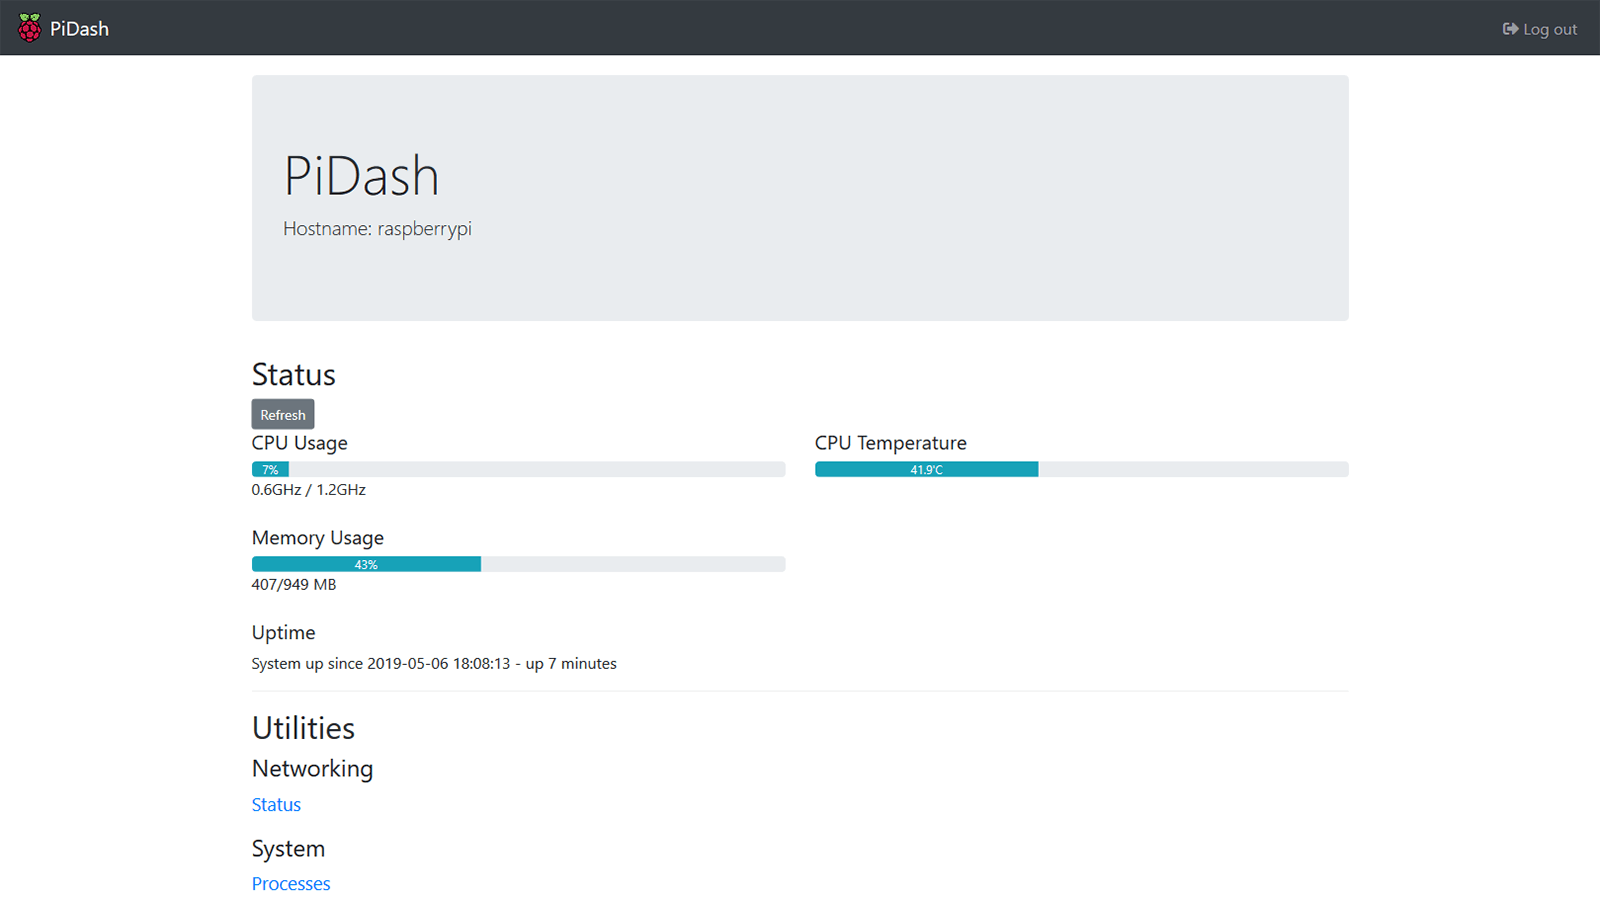 PiDash
Log out
PiDash
Hostname: raspberrypi
Status
Refresh
CPU Usage
7%
0.6GHz / 1.2GHz
CPU Temperature
41.9'C
Memory Usage
43%
407/949 MB
Uptime
System up since 2019-05-06 18:08:13 - up 7 minutes
Utilities
Networking
Status
System
Processes